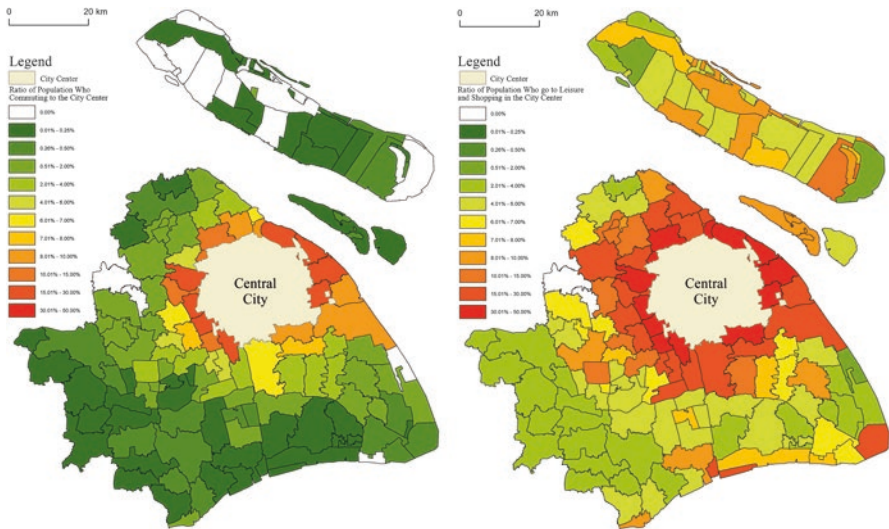 0 20 km
Legend
City Center
Ratio of Population Who
Commuting to the City Center
0.00%
0.01% - 0.25%
0.26% - 0.50%
0.51% - 2.00%
2.01% - 4.00%
4.01% - 6.00%
6.01% - 7.00%
7.01% - 8.00%
8.01% - 10.00%
10.01% - 15.00%
15.01% - 30.00%
30.01% - 50.00%
Central
City
0 20 km
Legend
City Center
Ratio of Population Who go to Leisure
and Shopping in the City Center
0.00%
0.01% - 0.25%
0.26% - 0.50%
0.51% - 2.00%
2.01% - 4.00%
4.01% - 6.00%
6.01% - 7.00%
7.01% - 8.00%
8.01% - 10.00%
10.01% - 15.00%
15.01% - 30.00%
30.01% - 50.00%
Central
City